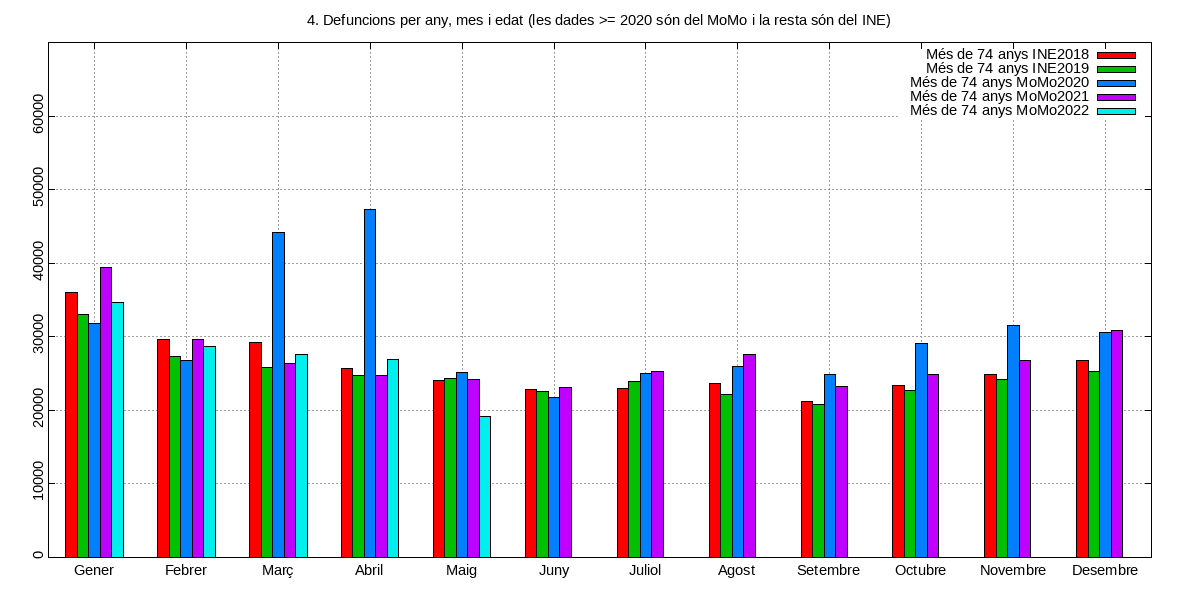 4. Defuncions per any, mes i edat (les dades >= 2020 són del MoMo i la resta són del INE)
Més de 74 anys INE2018
Més de 74 anys INE2019
Més de 74 anys MoMo2020
Més de 74 anys MoMo2021
Més de 74 anys MoMo2022
60000
50000
40000
30000
20000
10000
0
Gener Febrer Març Abril Maig Juny Juliol Agost Setembre Octubre Novembre Desembre